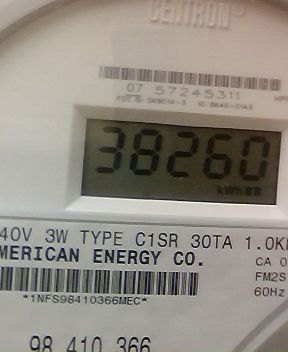 CENTRON®
07 57245311
38260
kWh
40V 3W TYPE C1SR 30TA 1.0K
MERICAN ENERGY CO.
CA 0
FM2S
*1NFS98410366MEC*
60Hz
98 410 366